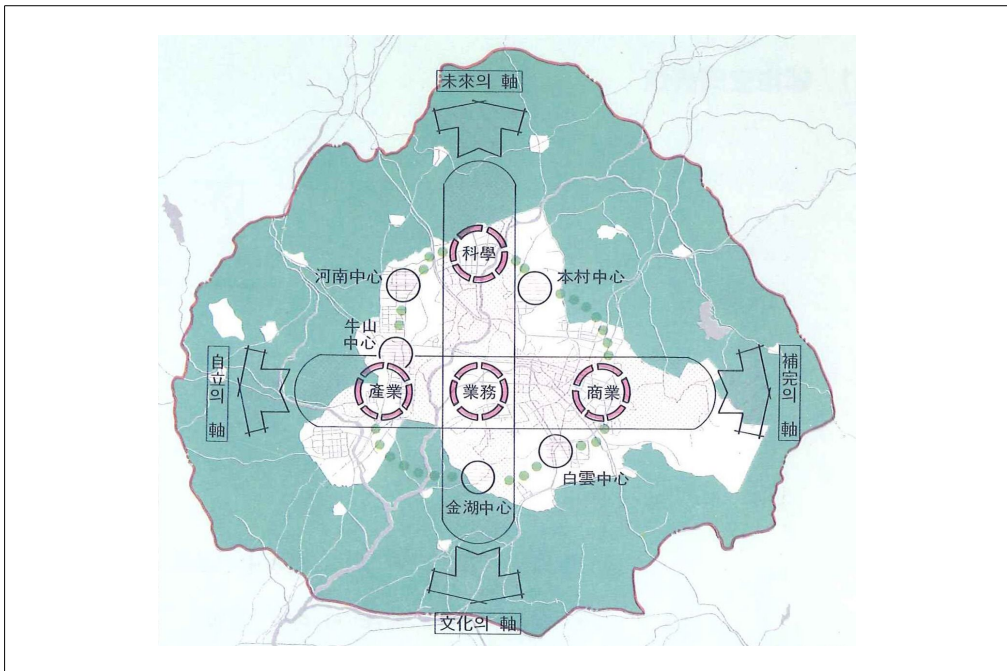 未來의 軸
科學
河南中心
本村中心
牛山
中心
自立의 軸
產業
業務
商業
補完의 軸
白雲中心
金湖中心
文化의 軸